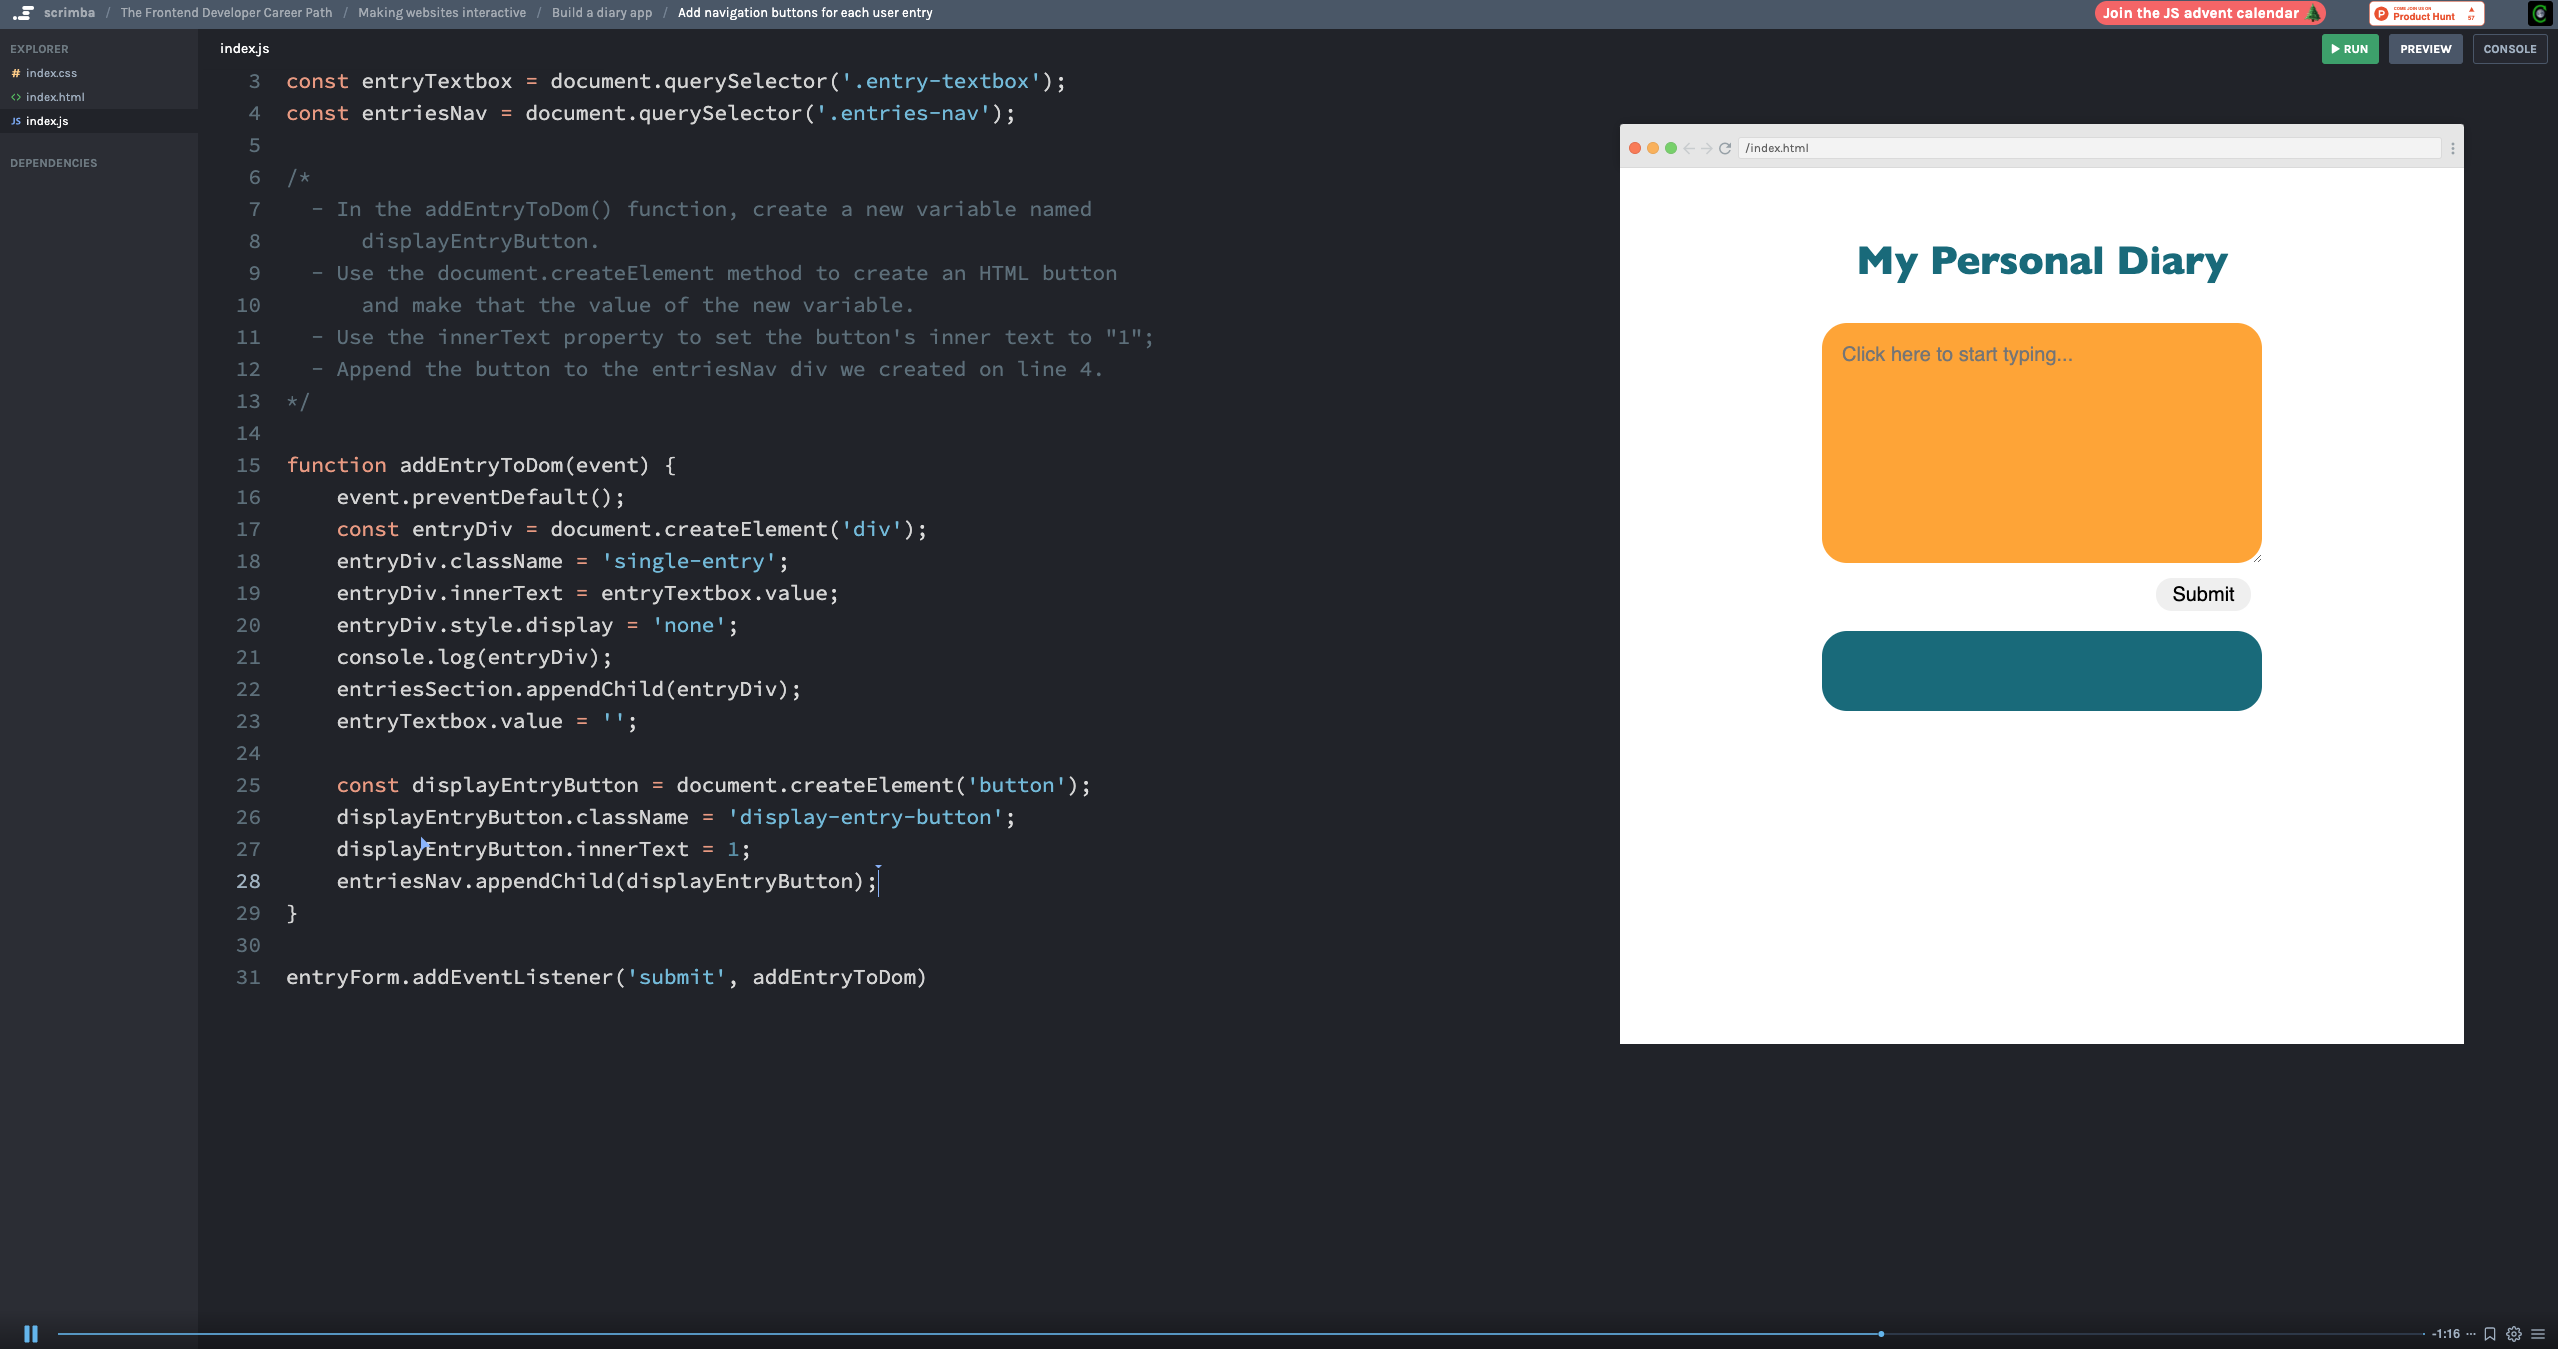 scrimba / The Frontend Developer Career Path / Making websites interactive / Build a diary app / Add navigation buttons for each user entry
Join the JS advent calendar
COME JOIN US ON
Product Hunt
57
EXPLORER
# index.css
<> index.html
JS index.js
DEPENDENCIES
index.js
RUN
PREVIEW
CONSOLE
3 const entryTextbox = document.querySelector('.entry-textbox');
4 const entriesNav = document.querySelector('.entries-nav');
5
6 /*
7 - In the addEntryToDom() function, create a new variable named
8 displayEntryButton.
9 - Use the document.createElement method to create an HTML button
10 and make that the value of the new variable.
11 - Use the innerText property to set the button's inner text to "1";
12 - Append the button to the entriesNav div we created on line 4.
13 */
14
15 function addEntryToDom(event) {
16 event.preventDefault();
17 const entryDiv = document.createElement('div');
18 entryDiv.className = 'single-entry';
19 entryDiv.innerText = entryTextbox.value;
20 entryDiv.style.display = 'none';
21 console.log(entryDiv);
22 entriesSection.appendChild(entryDiv);
23 entryTextbox.value = '';
24
25 const displayEntryButton = document.createElement('button');
26 displayEntryButton.className = 'display-entry-button';
27 displayEntryButton.innerText = 1;
28 entriesNav.appendChild(displayEntryButton);
29 }
30
31 entryForm.addEventListener('submit', addEntryToDom)
/index.html
My Personal Diary
Click here to start typing...
Submit
-1:16